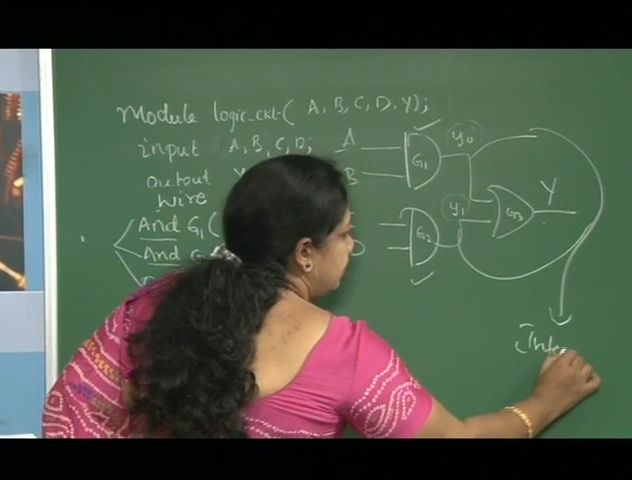 Module logic_ckt( A, B, C, D, Y);
input A, B, C, D;
output Y
wire
And G1(
And G
A
B
D
G1
G2
G3
y0
y1
Y
Inte